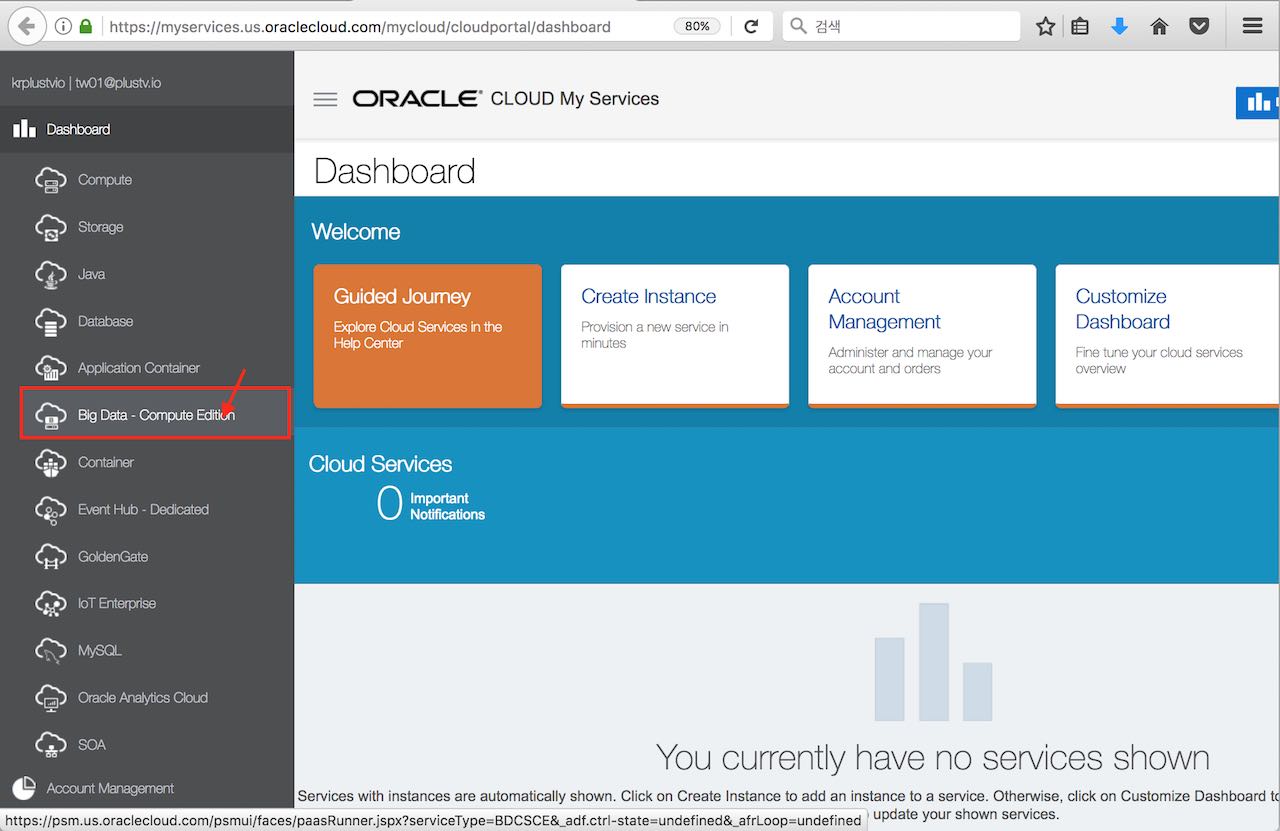 https://myservices.us.oraclecloud.com/mycloud/cloudportal/dashboard
80%
검색
krplustvio | tw01@plustv.io
Dashboard
Compute
Storage
Java
Database
Application Container
Big Data - Compute Edition
Container
Event Hub - Dedicated
GoldenGate
IoT Enterprise
MySQL
Oracle Analytics Cloud
SOA
Account Management
ORACLE® CLOUD My Services
Dashboard
Welcome
Guided Journey
Explore Cloud Services in the
Help Center
Create Instance
Provision a new service in
minutes
Account
Management
Administer and manage your
account and orders
Customize
Dashboard
Fine tune your cloud services
overview
Cloud Services
0 Important
Notifications
You currently have no services shown
Services with instances are automatically shown. Click on Create Instance to add an instance to a service. Otherwise, click on Customize Dashboard to
update your shown services.
https://psm.us.oraclecloud.com/psmui/faces/paasRunner.jspx?serviceType=BDCSCE&_adf.ctrl-state=undefined&_afrLoop=undefined